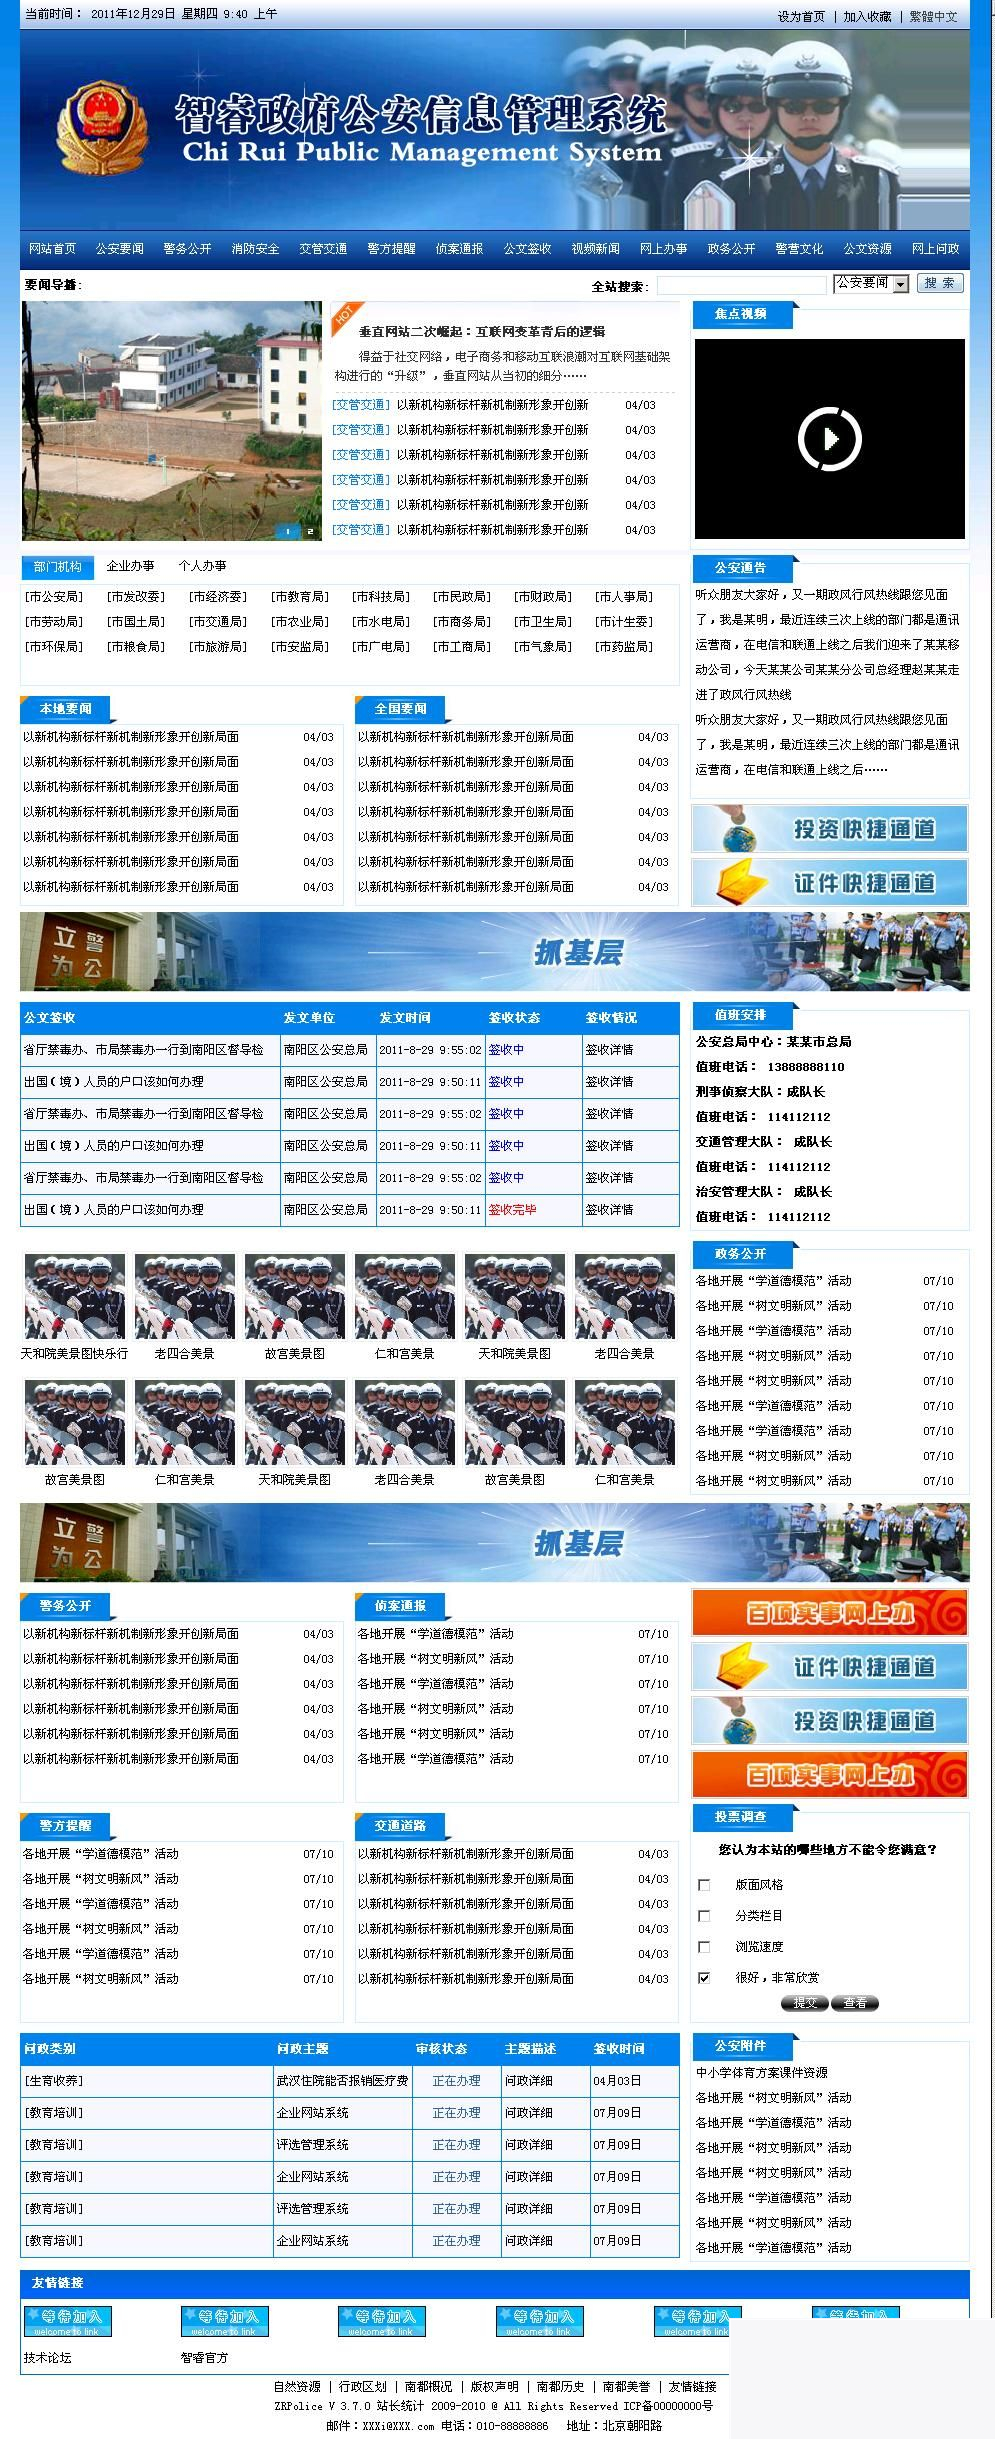 当前时间： 2011年12月29日 星期四 9:40 上午
设为首页 | 加入收藏 | 繁體中文
智睿政府公安信息管理系统
Chi Rui Public Management System
网站首页 公安要闻 警务公开 消防安全 交管交通 警方提醒 侦案通报 公文签收 视频新闻 网上办事 政务公开 警营文化 公文资源 网上问政
要闻导播:
全站搜索: 公安要闻 搜 索
HOT
垂直网站二次崛起：互联网变革背后的逻辑
得益于社交网络，电子商务和移动互联浪潮对互联网基础架
构进行的“升级”，垂直网站从当初的细分……
[交管交通] 以新机构新标杆新机制新形象开创新 04/03
[交管交通] 以新机构新标杆新机制新形象开创新 04/03
[交管交通] 以新机构新标杆新机制新形象开创新 04/03
[交管交通] 以新机构新标杆新机制新形象开创新 04/03
[交管交通] 以新机构新标杆新机制新形象开创新 04/03
[交管交通] 以新机构新标杆新机制新形象开创新 04/03
1 2
焦点视频
部门机构 企业办事 个人办事
[市公安局] [市发改委] [市经济委] [市教育局] [市科技局] [市民政局] [市财政局] [市人事局]
[市劳动局] [市国土局] [市交通局] [市农业局] [市水电局] [市商务局] [市卫生局] [市计生委]
[市环保局] [市粮食局] [市旅游局] [市安监局] [市广电局] [市工商局] [市气象局] [市药监局]
公安通告
听众朋友大家好，又一期政风行风热线跟您见面
了，我是某明，最近连续三次上线的部门都是通讯
运营商，在电信和联通上线之后我们迎来了某某移
动公司，今天某某公司某某分公司总经理赵某某走
进了政风行风热线
听众朋友大家好，又一期政风行风热线跟您见面
了，我是某明，最近连续三次上线的部门都是通讯
运营商，在电信和联通上线之后……
本地要闻
以新机构新标杆新机制新形象开创新局面 04/03
以新机构新标杆新机制新形象开创新局面 04/03
以新机构新标杆新机制新形象开创新局面 04/03
以新机构新标杆新机制新形象开创新局面 04/03
以新机构新标杆新机制新形象开创新局面 04/03
以新机构新标杆新机制新形象开创新局面 04/03
以新机构新标杆新机制新形象开创新局面 04/03
全国要闻
以新机构新标杆新机制新形象开创新局面 04/03
以新机构新标杆新机制新形象开创新局面 04/03
以新机构新标杆新机制新形象开创新局面 04/03
以新机构新标杆新机制新形象开创新局面 04/03
以新机构新标杆新机制新形象开创新局面 04/03
以新机构新标杆新机制新形象开创新局面 04/03
以新机构新标杆新机制新形象开创新局面 04/03
投资快捷通道
证件快捷通道
立警
为公
抓基层
公文签收 发文单位 发文时间 签收状态 签收情况
省厅禁毒办、市局禁毒办一行到南阳区督导检 南阳区公安总局 2011-8-29 9:55:02 签收中 签收详情
出国（境）人员的户口该如何办理 南阳区公安总局 2011-8-29 9:50:11 签收中 签收详情
省厅禁毒办、市局禁毒办一行到南阳区督导检 南阳区公安总局 2011-8-29 9:55:02 签收中 签收详情
出国（境）人员的户口该如何办理 南阳区公安总局 2011-8-29 9:50:11 签收中 签收详情
省厅禁毒办、市局禁毒办一行到南阳区督导检 南阳区公安总局 2011-8-29 9:55:02 签收中 签收详情
出国（境）人员的户口该如何办理 南阳区公安总局 2011-8-29 9:50:11 签收完毕 签收详情
值班安排
公安总局中心：某某市总局
值班电话： 13888888110
刑事侦察大队：成队长
值班电话： 114112112
交通管理大队： 成队长
值班电话： 114112112
治安管理大队： 成队长
值班电话： 114112112
天和院美景图快乐行 老四合美景 故宫美景图 仁和宫美景 天和院美景图 老四合美景
故宫美景图 仁和宫美景 天和院美景图 老四合美景 故宫美景图 仁和宫美景
政务公开
各地开展“学道德模范”活动 07/10
各地开展“树文明新风”活动 07/10
各地开展“学道德模范”活动 07/10
各地开展“树文明新风”活动 07/10
各地开展“学道德模范”活动 07/10
各地开展“树文明新风”活动 07/10
各地开展“学道德模范”活动 07/10
各地开展“树文明新风”活动 07/10
各地开展“树文明新风”活动 07/10
立警
为公
抓基层
警务公开
以新机构新标杆新机制新形象开创新局面 04/03
以新机构新标杆新机制新形象开创新局面 04/03
以新机构新标杆新机制新形象开创新局面 04/03
以新机构新标杆新机制新形象开创新局面 04/03
以新机构新标杆新机制新形象开创新局面 04/03
以新机构新标杆新机制新形象开创新局面 04/03
侦案通报
各地开展“学道德模范”活动 07/10
各地开展“树文明新风”活动 07/10
各地开展“学道德模范”活动 07/10
各地开展“树文明新风”活动 07/10
各地开展“树文明新风”活动 07/10
各地开展“学道德模范”活动 07/10
百项实事网上办
证件快捷通道
投资快捷通道
百项实事网上办
警方提醒
各地开展“学道德模范”活动 07/10
各地开展“树文明新风”活动 07/10
各地开展“学道德模范”活动 07/10
各地开展“树文明新风”活动 07/10
各地开展“学道德模范”活动 07/10
各地开展“树文明新风”活动 07/10
交通道路
以新机构新标杆新机制新形象开创新局面 04/03
以新机构新标杆新机制新形象开创新局面 04/03
以新机构新标杆新机制新形象开创新局面 04/03
以新机构新标杆新机制新形象开创新局面 04/03
以新机构新标杆新机制新形象开创新局面 04/03
以新机构新标杆新机制新形象开创新局面 04/03
投票调查
您认为本站的哪些地方不能令您满意？
版面风格
分类栏目
浏览速度
很好，非常欣赏
提交 查看
问政类别 问政主题 审核状态 主题描述 签收时间
[生育收养] 武汉住院能否报销医疗费 正在办理 问政详细 04月03日
[教育培训] 企业网站系统 正在办理 问政详细 07月09日
[教育培训] 评选管理系统 正在办理 问政详细 07月09日
[教育培训] 企业网站系统 正在办理 问政详细 07月09日
[教育培训] 评选管理系统 正在办理 问政详细 07月09日
[教育培训] 企业网站系统 正在办理 问政详细 07月09日
公安附件
中小学体育方案课件资源
各地开展“树文明新风”活动
各地开展“学道德模范”活动
各地开展“树文明新风”活动
各地开展“树文明新风”活动
各地开展“学道德模范”活动
各地开展“树文明新风”活动
各地开展“学道德模范”活动
友情链接
等待加入 等待加入 等待加入 等待加入 等待加入 等待加入
welcome to link welcome to link welcome to link welcome to link welcome to link
技术论坛 智睿官方
自然资源 | 行政区划 | 南都概况 | 版权声明 | 南都历史 | 南都美誉 | 友情链接
ZRPolice V 3.7.0 站长统计 2009-2010 @ All Rights Reserved ICP备00000000号
邮件：XXXi@XXX.com 电话：010-88888886 地址：北京朝阳路